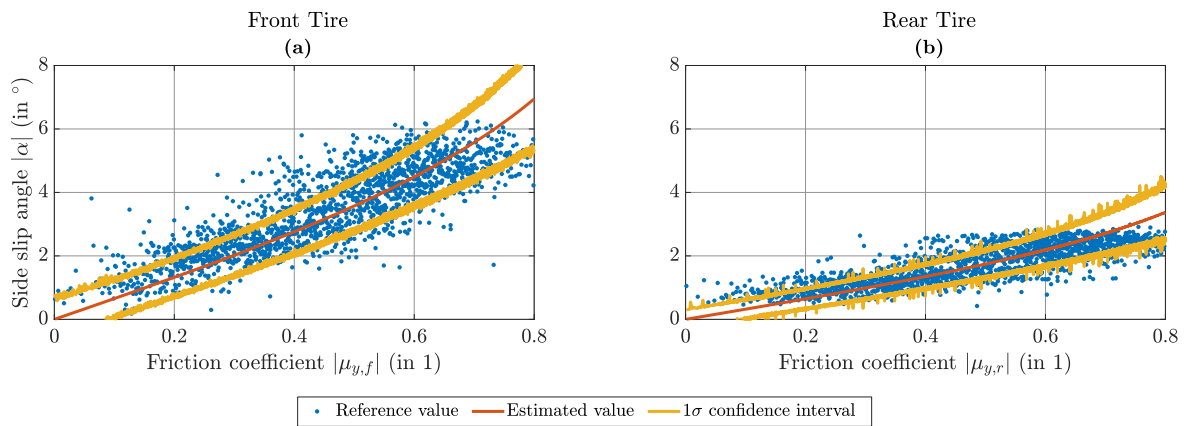 Front Tire
(a)
8
6
4
2
0
0
0.2
0.4
0.6
0.8
Side slip angle |α| (in °)
Friction coefficient |μy,f| (in 1)
Rear Tire
(b)
8
6
4
2
0
0
0.2
0.4
0.6
0.8
Friction coefficient |μy,r| (in 1)
Reference value
Estimated value
1σ confidence interval